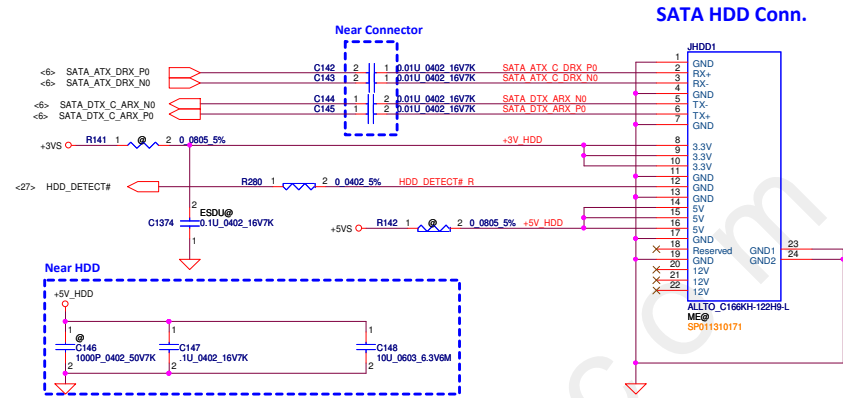 SATA HDD Conn.
Near Connector
JHDD1
<6> SATA_ATX_DRX_P0 C142 2 1 0.01U_0402_16V7K SATA_ATX_C_DRX_P0 1 GND
<6> SATA_ATX_DRX_N0 C143 2 1 0.01U_0402_16V7K SATA_ATX_C_DRX_N0 2 RX+
3 RX-
4 GND
<6> SATA_DTX_C_ARX_N0 C144 1 2 0.01U_0402_16V7K SATA_DTX_ARX_N0 5 TX-
<6> SATA_DTX_C_ARX_P0 C145 1 2 0.01U_0402_16V7K SATA_DTX_ARX_P0 6 TX+
7 GND
+3VS R141 1 @ 2 0_0805_5% +3V_HDD 8 3.3V
9 3.3V
10 3.3V
11 GND
<27> HDD_DETECT# R280 1 2 0_0402_5% HDD_DETECT#_R 12 GND
13 GND
14 5V
15 5V
2 ESDU@
C1374 0.1U_0402_16V7K
1
+5VS R142 1 @ 2 0_0805_5% +5V_HDD 16 5V
17 GND
18 Reserved GND1 23
19 GND GND2 24
20 12V
21 12V
22 12V
ALLTO_C166KH-122H9-L
ME@
SP011310171
Near HDD
+5V_HDD
1 @ C146 1000P_0402_50V7K 2
1 C147 .1U_0402_16V7K 2
1 C148 10U_0603_6.3V6M 2
com